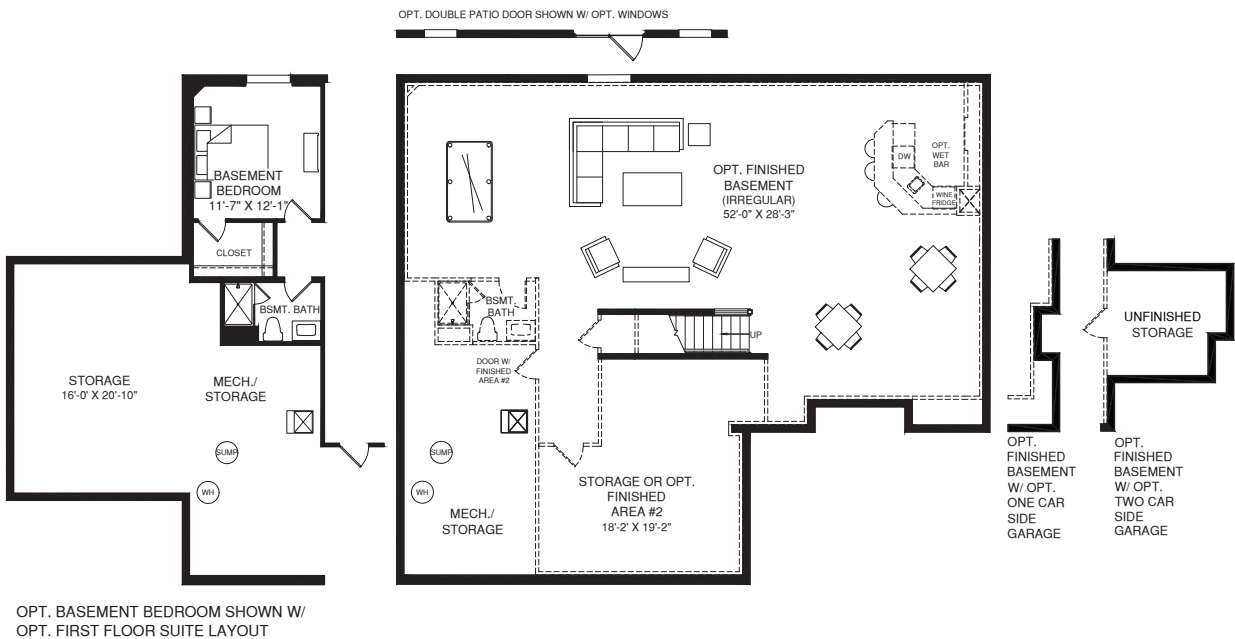 OPT. DOUBLE PATIO DOOR SHOWN W/ OPT. WINDOWS
BASEMENT
BEDROOM
11'-7" X 12'-1"
CLOSET
BSMT. BATH
STORAGE
16'-0' X 20'-10"
MECH./
STORAGE
SUMP
WH
OPT. BASEMENT BEDROOM SHOWN W/
OPT. FIRST FLOOR SUITE LAYOUT
OPT. FINISHED
BASEMENT
(IRREGULAR)
52'-0" X 28'-3"
DW
OPT.
WET
BAR
WINE
FRIDGE
BSMT.
BATH
UP
DOOR W/
FINISHED
AREA #2
SUMP
WH
MECH./
STORAGE
STORAGE OR OPT.
FINISHED
AREA #2
18'-2' X 19'-2"
OPT.
FINISHED
BASEMENT
W/ OPT.
ONE CAR
SIDE
GARAGE
UNFINISHED
STORAGE
OPT.
FINISHED
BASEMENT
W/ OPT.
TWO CAR
SIDE
GARAGE